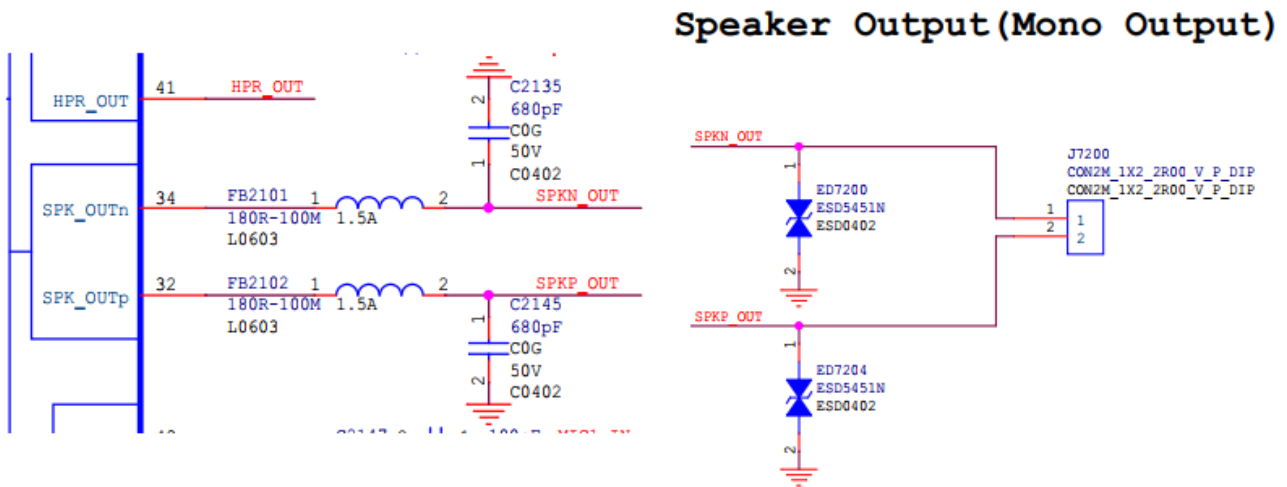 Speaker Output(Mono Output)
HPR_OUT
41
HPR_OUT
2
C2135
680pF
C0G
50V
C0402
1
SPK_OUTn
34
FB2101
1
2
SPKN_OUT
180R-100M
1.5A
L0603
SPK_OUTp
32
FB2102
1
2
SPKP_OUT
180R-100M
1.5A
L0603
1
C2145
680pF
C0G
50V
C0402
2
SPKN_OUT
1
ED7200
ESD5451N
ESD0402
2
J7200
CON2M_1X2_2R00_V_P_DIP
CON2M_1X2_2R00_V_P_DIP
1
1
2
2
SPKP_OUT
1
ED7204
ESD5451N
ESD0402
2